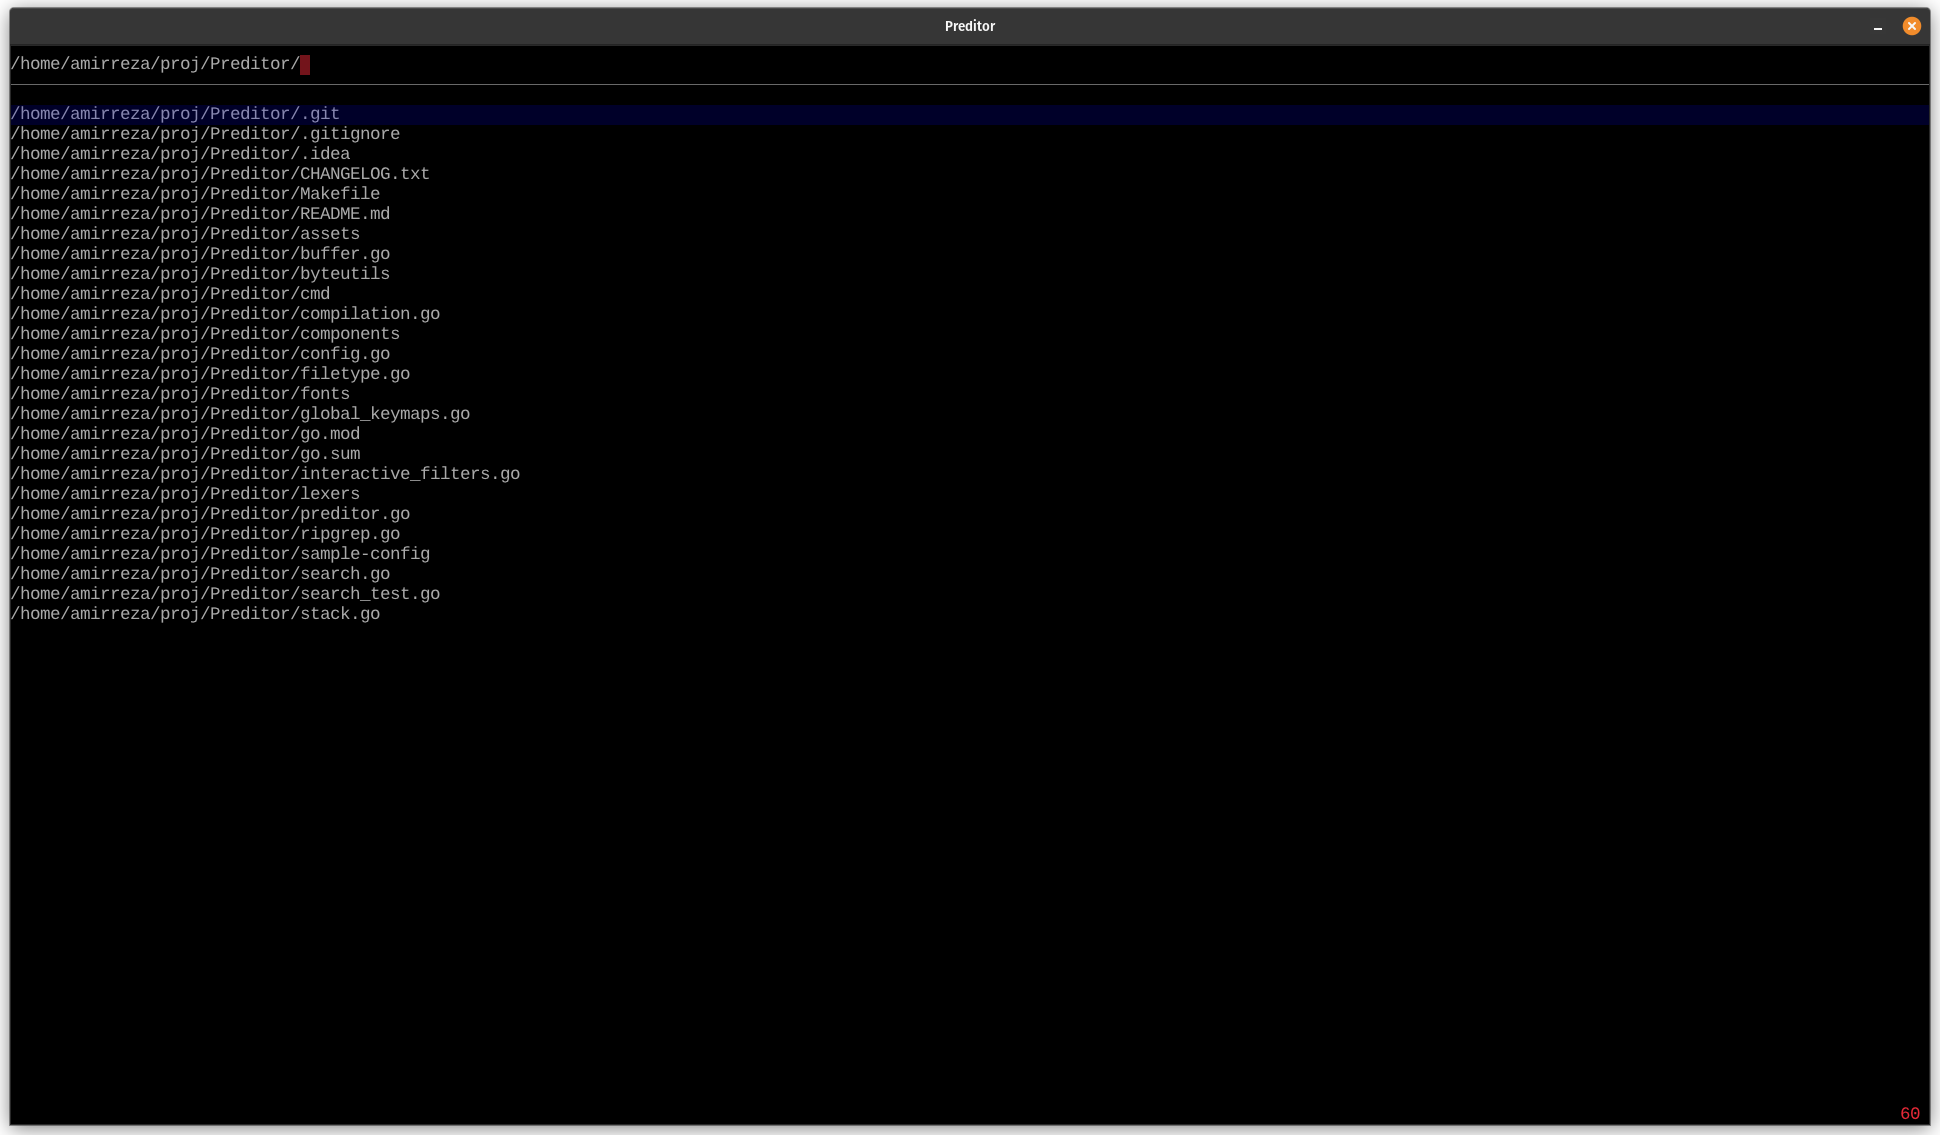 Preditor
/home/amirreza/proj/Preditor/
/home/amirreza/proj/Preditor/.git
/home/amirreza/proj/Preditor/.gitignore
/home/amirreza/proj/Preditor/.idea
/home/amirreza/proj/Preditor/CHANGELOG.txt
/home/amirreza/proj/Preditor/Makefile
/home/amirreza/proj/Preditor/README.md
/home/amirreza/proj/Preditor/assets
/home/amirreza/proj/Preditor/buffer.go
/home/amirreza/proj/Preditor/byteutils
/home/amirreza/proj/Preditor/cmd
/home/amirreza/proj/Preditor/compilation.go
/home/amirreza/proj/Preditor/components
/home/amirreza/proj/Preditor/config.go
/home/amirreza/proj/Preditor/filetype.go
/home/amirreza/proj/Preditor/fonts
/home/amirreza/proj/Preditor/global_keymaps.go
/home/amirreza/proj/Preditor/go.mod
/home/amirreza/proj/Preditor/go.sum
/home/amirreza/proj/Preditor/interactive_filters.go
/home/amirreza/proj/Preditor/lexers
/home/amirreza/proj/Preditor/preditor.go
/home/amirreza/proj/Preditor/ripgrep.go
/home/amirreza/proj/Preditor/sample-config
/home/amirreza/proj/Preditor/search.go
/home/amirreza/proj/Preditor/search_test.go
/home/amirreza/proj/Preditor/stack.go
60